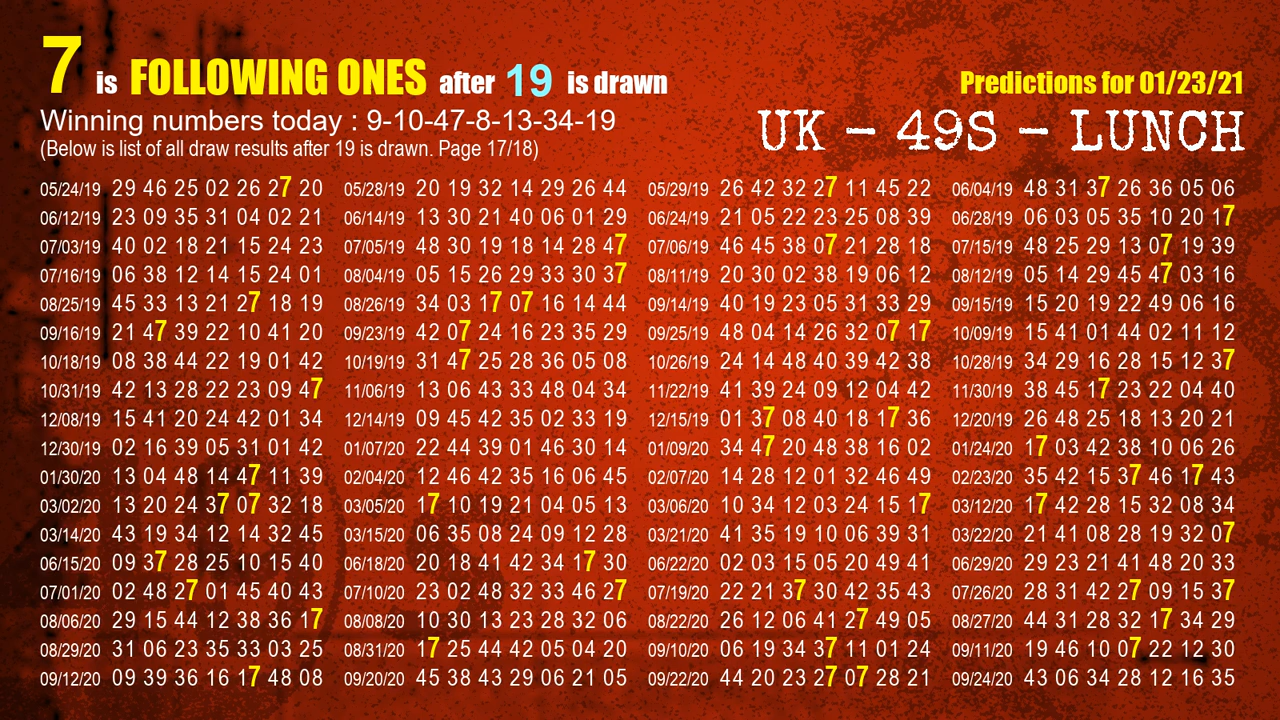 7 is FOLLOWING ONES after 19 is drawn
Predictions for 01/23/21
Winning numbers today : 9-10-47-8-13-34-19
UK - 49S - LUNCH
(Below is list of all draw results after 19 is drawn. Page 17/18)
05/24/19 29 46 25 02 26 27 20 05/28/19 20 19 32 14 29 26 44 05/29/19 26 42 32 27 11 45 22 06/04/19 48 31 37 26 36 05 06
06/12/19 23 09 35 31 04 02 21 06/14/19 13 30 21 40 06 01 29 06/24/19 21 05 22 23 25 08 39 06/28/19 06 03 05 35 10 20 17
07/03/19 40 02 18 21 15 24 23 07/05/19 48 30 19 18 14 28 47 07/06/19 46 45 38 07 21 28 18 07/15/19 48 25 29 13 07 19 39
07/16/19 06 38 12 14 15 24 01 08/04/19 05 15 26 29 33 30 37 08/11/19 20 30 02 38 19 06 12 08/12/19 05 14 29 45 47 03 16
08/25/19 45 33 13 21 27 18 19 08/26/19 34 03 17 07 16 14 44 09/14/19 40 19 23 05 31 33 29 09/15/19 15 20 19 22 49 06 16
09/16/19 21 47 39 22 10 41 20 09/23/19 42 07 24 16 23 35 29 09/25/19 48 04 14 26 32 07 17 10/09/19 15 41 01 44 02 11 12
10/18/19 08 38 44 22 19 01 42 10/19/19 31 47 25 28 36 05 08 10/26/19 24 14 48 40 39 42 38 10/28/19 34 29 16 28 15 12 37
10/31/19 42 13 28 22 23 09 47 11/06/19 13 06 43 33 48 04 34 11/22/19 41 39 24 09 12 04 42 11/30/19 38 45 17 23 22 04 40
12/08/19 15 41 20 24 42 01 34 12/14/19 09 45 42 35 02 33 19 12/15/19 01 37 08 40 18 17 36 12/20/19 26 48 25 18 13 20 21
12/30/19 02 16 39 05 31 01 42 01/07/20 22 44 39 01 46 30 14 01/09/20 34 47 20 48 38 16 02 01/24/20 17 03 42 38 10 06 26
01/30/20 13 04 48 14 47 11 39 02/04/20 12 46 42 35 16 06 45 02/07/20 14 28 12 01 32 46 49 02/23/20 35 42 15 37 46 17 43
03/02/20 13 20 24 37 07 32 18 03/05/20 17 10 19 21 04 05 13 03/06/20 10 34 12 03 24 15 17 03/12/20 17 42 28 15 32 08 34
03/14/20 43 19 34 12 14 32 45 03/15/20 06 35 08 24 09 12 28 03/21/20 41 35 19 10 06 39 31 03/22/20 21 41 08 28 19 32 07
06/15/20 09 37 28 25 10 15 40 06/18/20 20 18 41 42 34 17 30 06/22/20 02 03 15 05 20 49 41 06/29/20 29 23 21 41 48 20 33
07/01/20 02 48 27 01 45 40 43 07/10/20 23 02 48 32 33 46 27 07/19/20 22 21 37 30 42 35 43 07/26/20 28 31 42 27 09 15 37
08/06/20 29 15 44 12 38 36 17 08/08/20 10 30 13 23 28 32 06 08/22/20 26 12 06 41 27 49 05 08/27/20 44 31 28 32 17 34 29
08/29/20 31 06 23 35 33 03 25 08/31/20 17 25 44 42 05 04 20 09/10/20 06 19 34 37 11 01 24 09/11/20 19 46 10 07 22 12 30
09/12/20 09 39 36 16 17 48 08 09/20/20 45 38 43 29 06 21 05 09/22/20 44 20 23 27 07 28 21 09/24/20 43 06 34 28 12 16 35